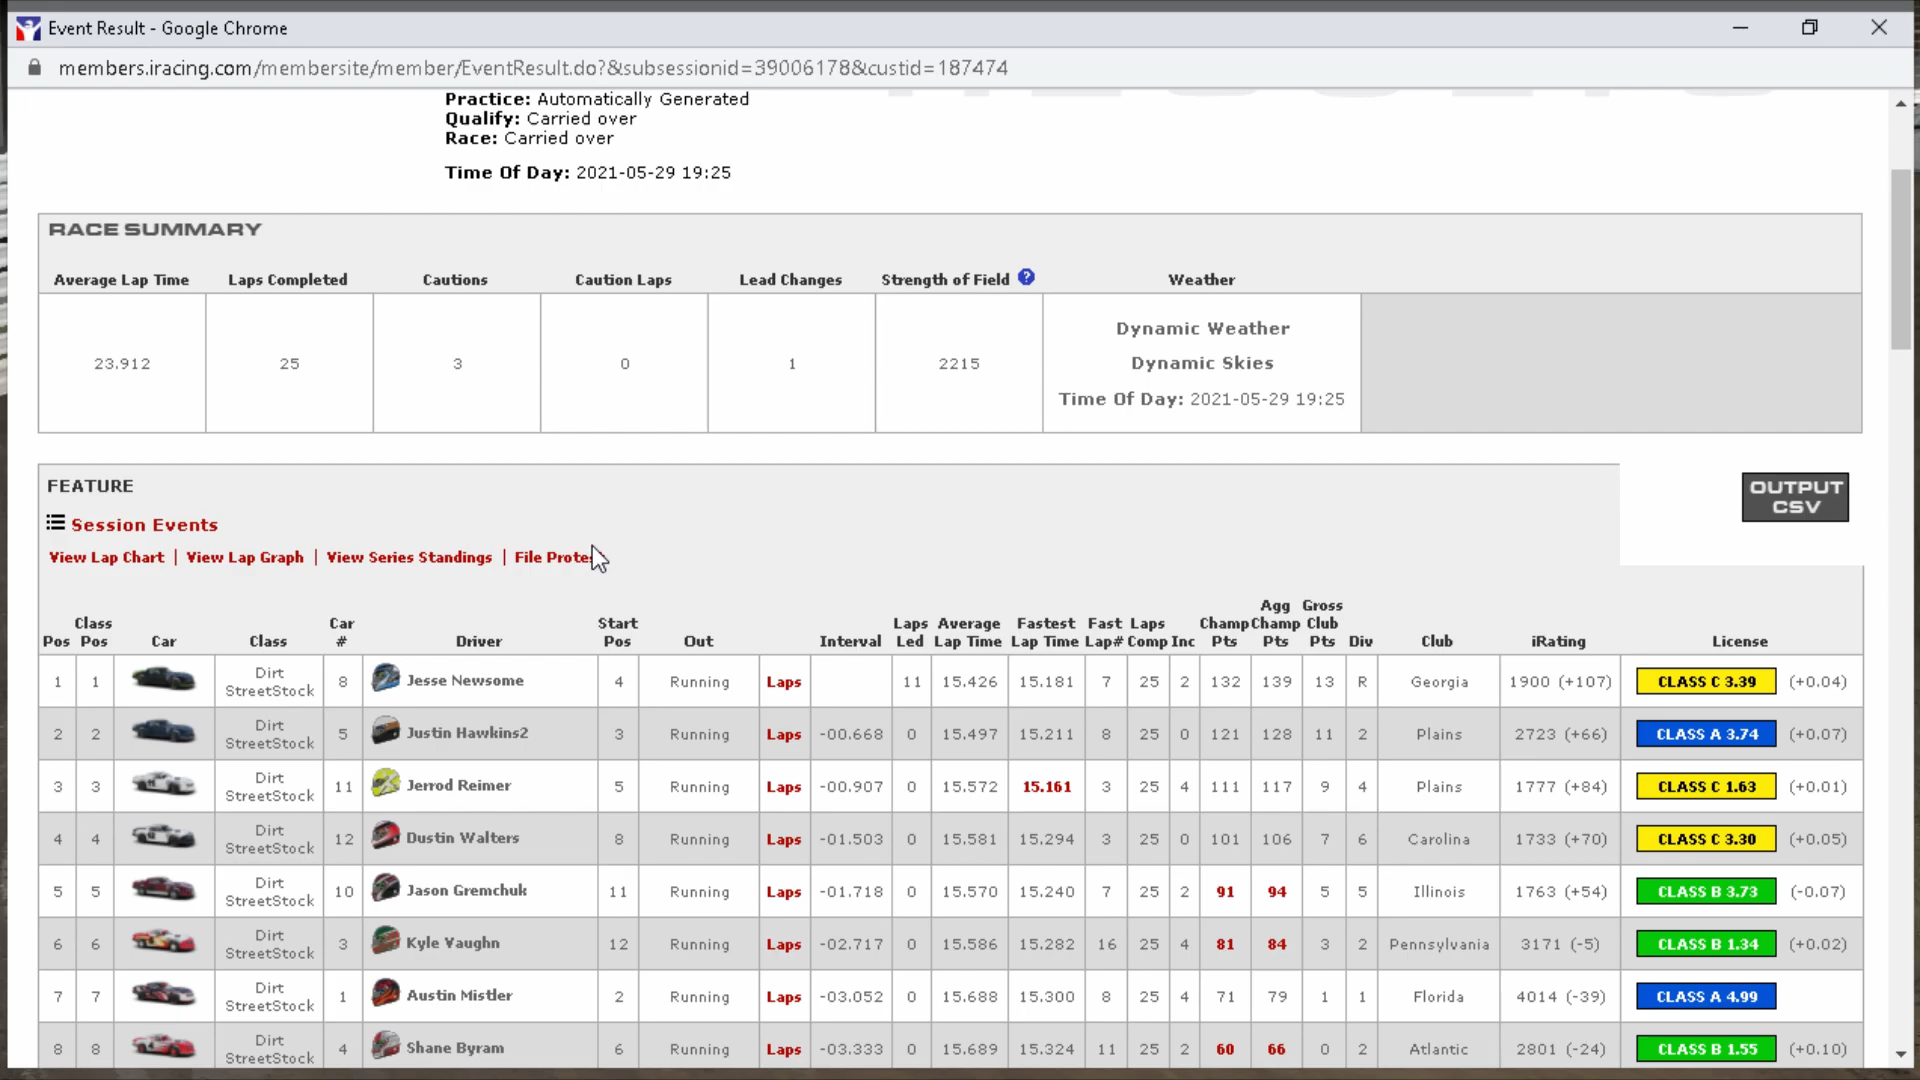 Event Result - Google Chrome
members.iracing.com/membersite/member/EventResult.do?&subsessionid=39006178&custid=187474
Practice: Automatically Generated
Qualify: Carried over
Race: Carried over
Time Of Day: 2021-05-29 19:25
RACE SUMMARY
Average Lap Time Laps Completed Cautions Caution Laps Lead Changes Strength of Field ? Weather
23.912 25 3 0 1 2215
Dynamic Weather
Dynamic Skies
Time Of Day: 2021-05-29 19:25
FEATURE
OUTPUT CSV
Session Events
View Lap Chart | View Lap Graph | View Series Standings | File Protes
Pos Class Pos Car Class Car # Driver Start Pos Out Interval Laps Led Average Lap Time Fastest Lap Time Fast Lap# Laps Comp Inc Champ Pts Agg Champ Pts Gross Club Pts Div Club iRating License
1 1 Dirt StreetStock 8 Jesse Newsome 4 Running Laps 11 15.426 15.181 7 25 2 132 139 13 R Georgia 1900 (+107) CLASS C 3.39 (+0.04)
2 2 Dirt StreetStock 5 Justin Hawkins2 3 Running Laps -00.668 0 15.497 15.211 8 25 0 121 128 11 2 Plains 2723 (+66) CLASS A 3.74 (+0.07)
3 3 Dirt StreetStock 11 Jerrod Reimer 5 Running Laps -00.907 0 15.572 15.161 3 25 4 111 117 9 4 Plains 1777 (+84) CLASS C 1.63 (+0.01)
4 4 Dirt StreetStock 12 Dustin Walters 8 Running Laps -01.503 0 15.581 15.294 3 25 0 101 106 7 6 Carolina 1733 (+70) CLASS C 3.30 (+0.05)
5 5 Dirt StreetStock 10 Jason Gremchuk 11 Running Laps -01.718 0 15.570 15.240 7 25 2 91 94 5 5 Illinois 1763 (+54) CLASS B 3.73 (-0.07)
6 6 Dirt StreetStock 3 Kyle Vaughn 12 Running Laps -02.717 0 15.586 15.282 16 25 4 81 84 3 2 Pennsylvania 3171 (-5) CLASS B 1.34 (+0.02)
7 7 Dirt StreetStock 1 Austin Mistler 2 Running Laps -03.052 0 15.688 15.300 8 25 4 71 79 1 1 Florida 4014 (-39) CLASS A 4.99
8 8 Dirt StreetStock 4 Shane Byram 6 Running Laps -03.333 0 15.689 15.324 11 25 2 60 66 0 2 Atlantic 2801 (-24) CLASS B 1.55 (+0.10)